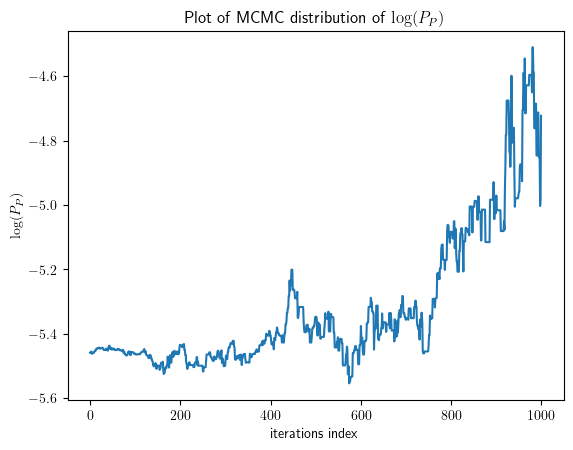 Plot of MCMC distribution of log(P_P)
−4.6
−4.8
−5.0
−5.2
−5.4
−5.6
log(P_P)
0 200 400 600 800 1000
iterations index